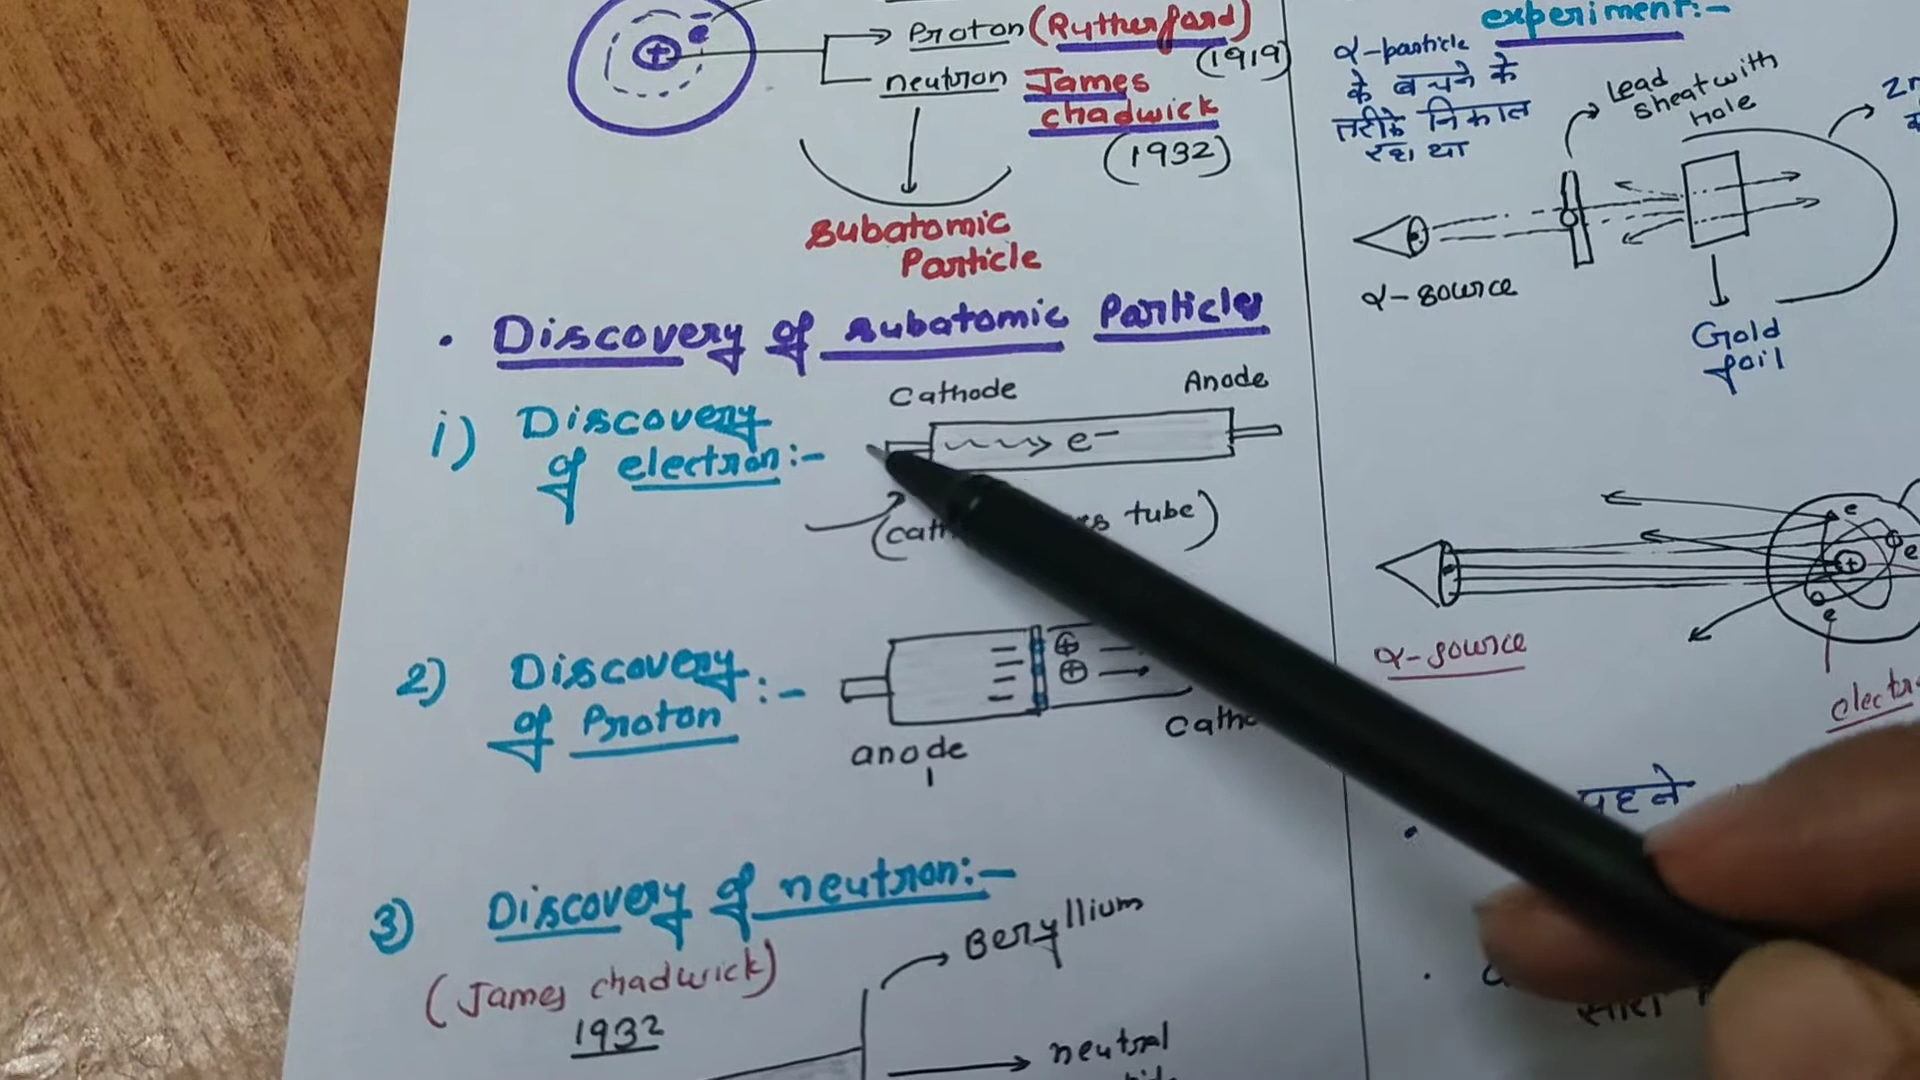 e
Proton (Rutherford)
(1919)
neutron James
chadwick
(1932)
Subatomic
Particle
• Discovery of subatomic Particles
i) Discovery
of electron:-
Cathode
Anode
e⁻
tube)
2) Discovery
of Proton :-
anode
3) Discovery of neutron:-
(James chadwick)
1932
Beryllium
neutral
experiment:-
α-particle
के बचने के
तरीके निकाल
रहा था
Lead
sheat with
hole
α-source
Gold
foil
e
e
e
α-source
पहले